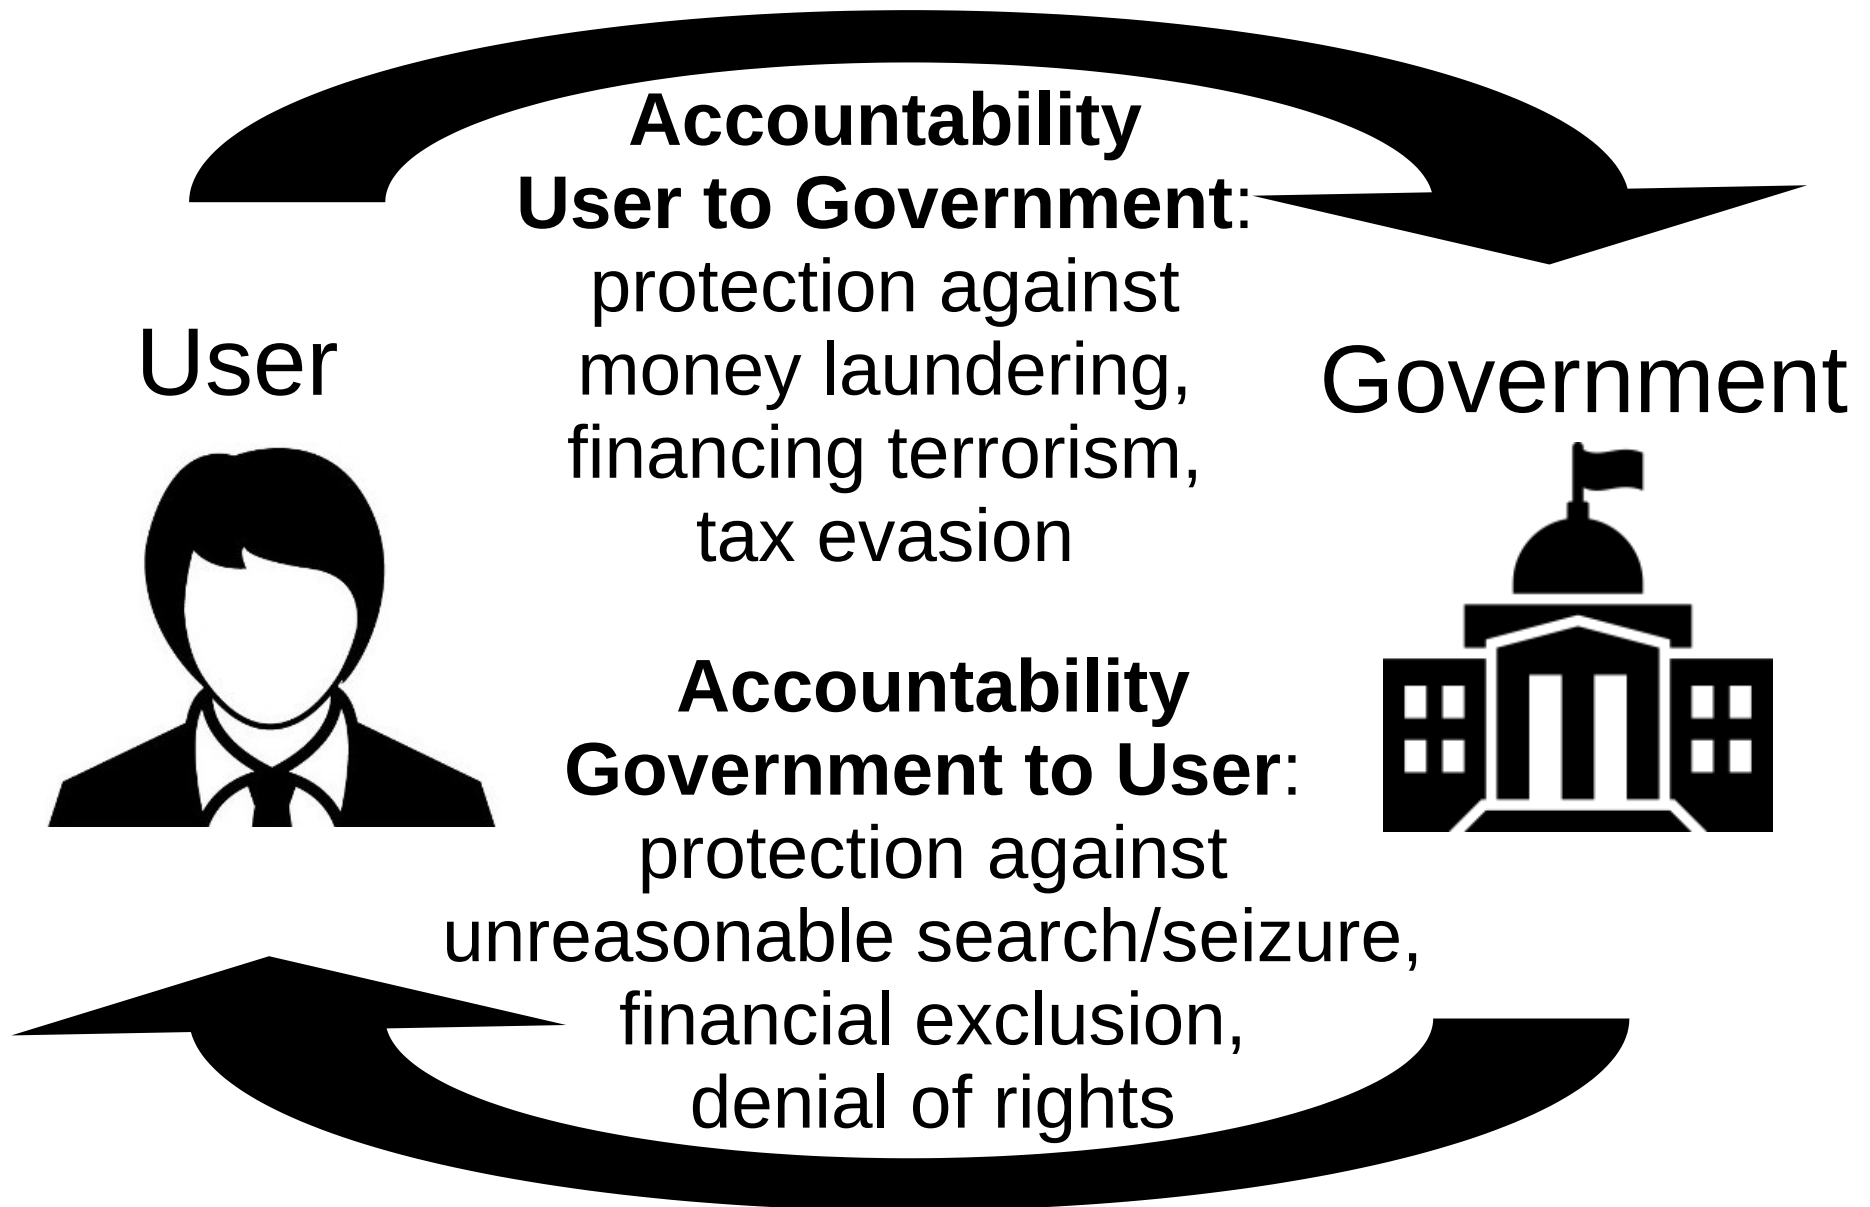 Accountability
User to Government:
protection against
money laundering,
financing terrorism,
tax evasion
User
Government
Accountability
Government to User:
protection against
unreasonable search/seizure,
financial exclusion,
denial of rights